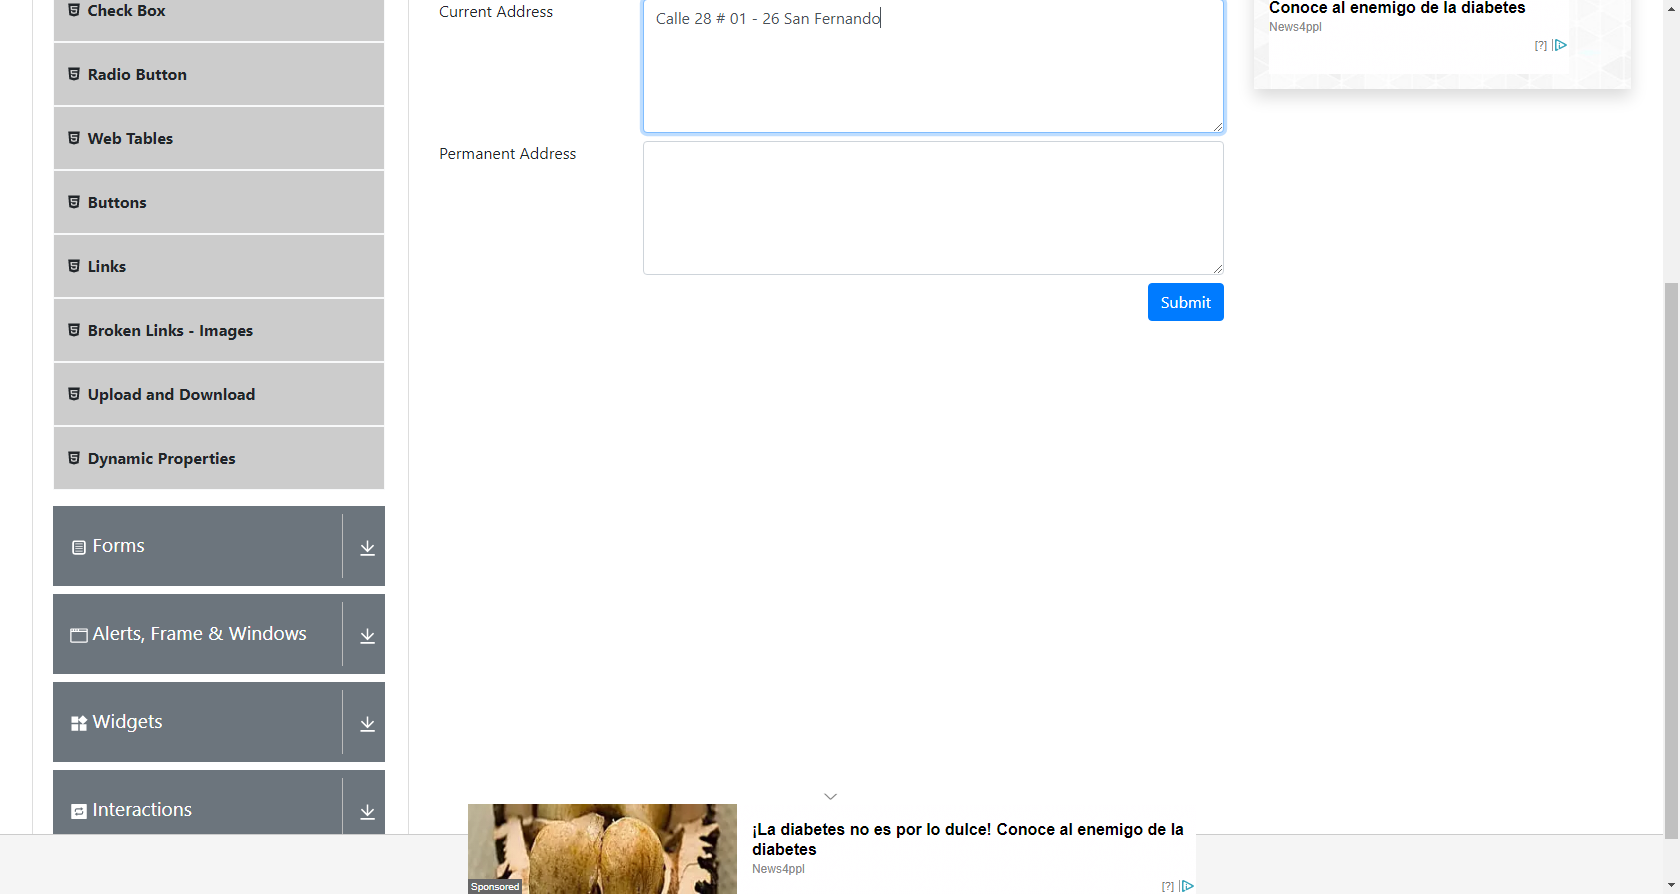 Check Box
Radio Button
Web Tables
Buttons
Links
Broken Links - Images
Upload and Download
Dynamic Properties
Forms
Alerts, Frame & Windows
Widgets
Interactions
Current Address
Calle 28 # 01 - 26 San Fernando
Permanent Address
Submit
Conoce al enemigo de la diabetes
News4ppl
[?]
¡La diabetes no es por lo dulce! Conoce al enemigo de la
diabetes
News4ppl
Sponsored
[?]